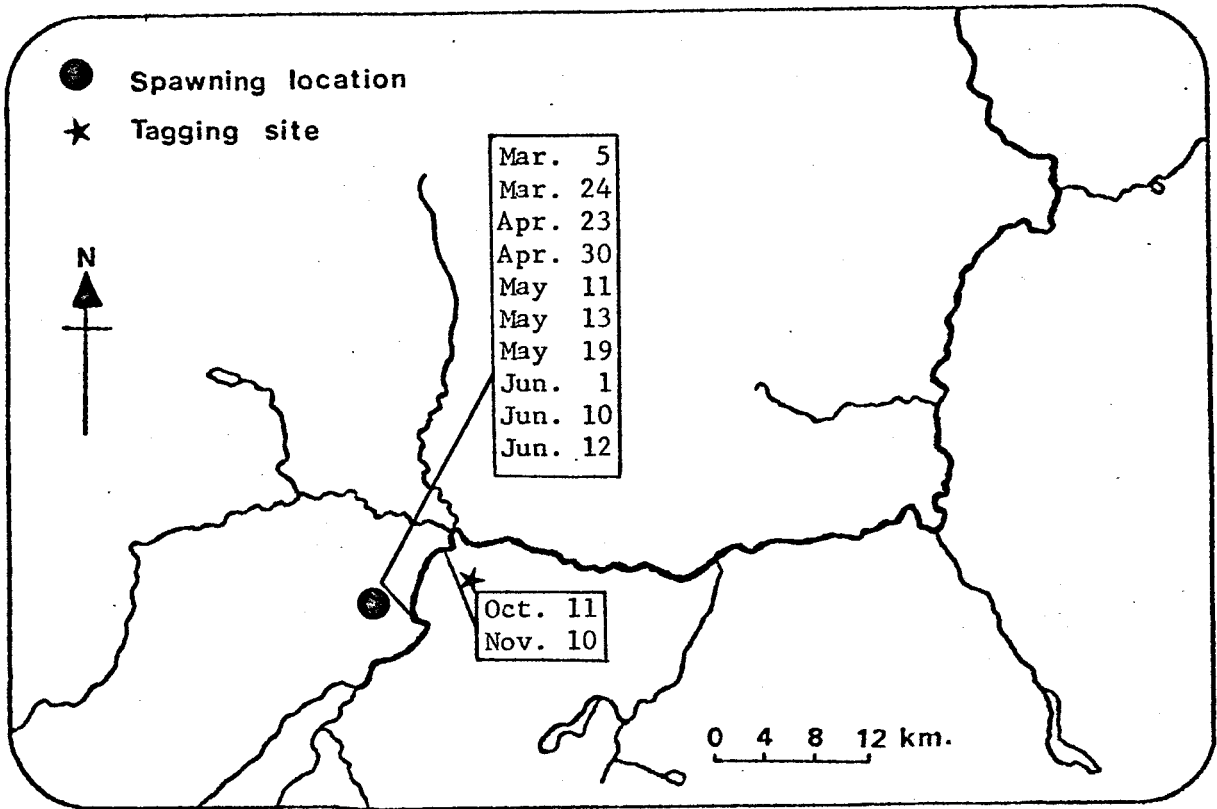 Spawning location
Tagging site
Mar. 5
Mar. 24
Apr. 23
Apr. 30
May 11
May 13
May 19
Jun. 1
Jun. 10
Jun. 12
N
Oct. 11
Nov. 10
0 4 8 12 km.